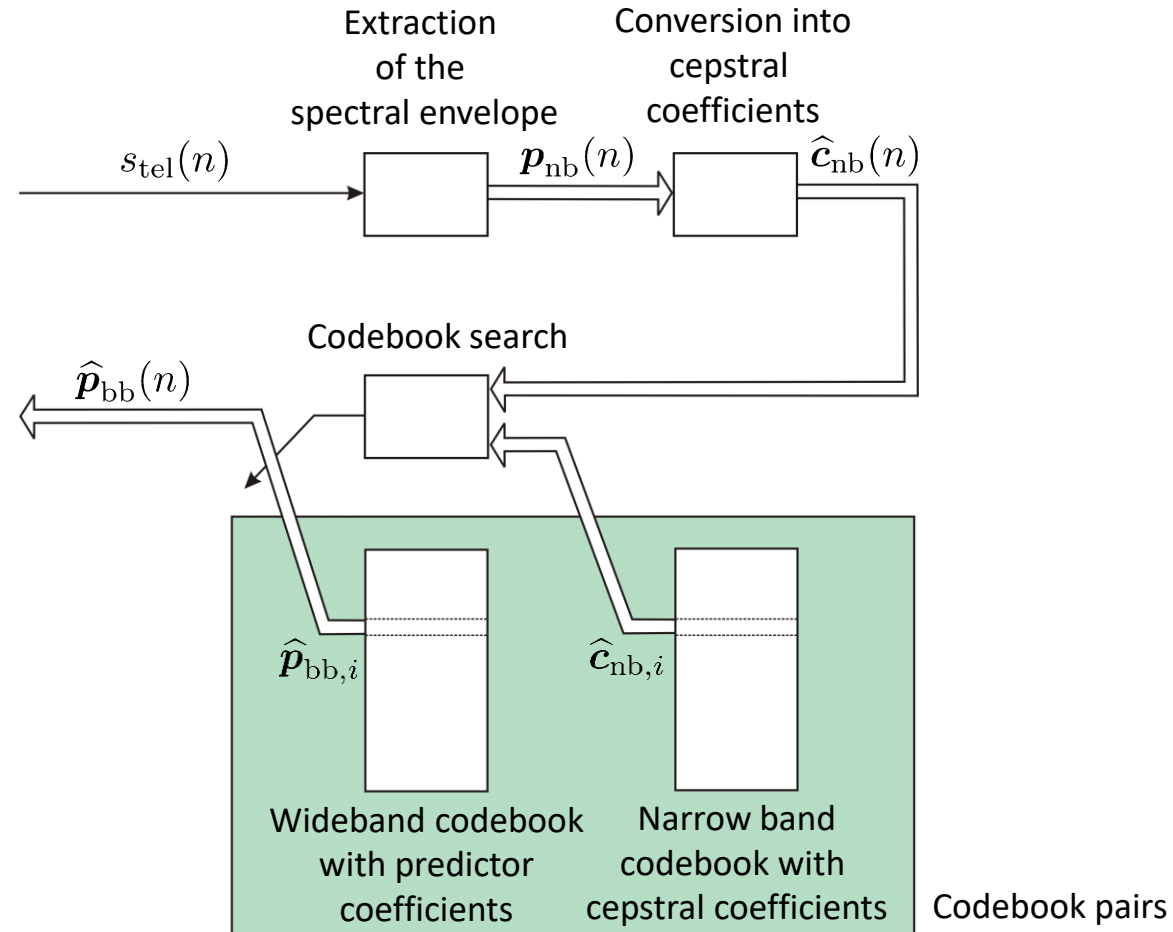 Extraction
of the
spectral envelope
Conversion into
cepstral
coefficients
s_tel(n)
p_nb(n)
ĉ_nb(n)
Codebook search
p̂_bb(n)
p̂_bb,i
ĉ_nb,i
Wideband codebook
with predictor
coefficients
Narrow band
codebook with
cepstral coefficients
Codebook pairs